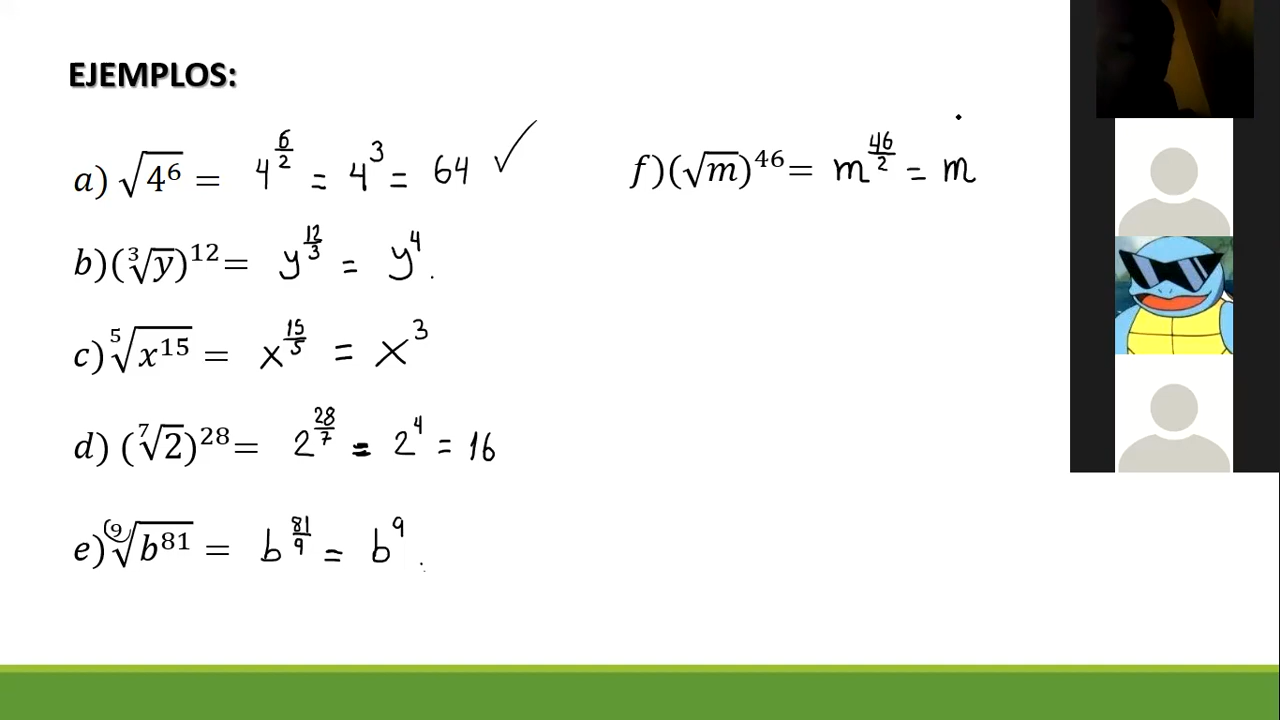 EJEMPLOS:
a) √4⁶ = 4^(6/2) = 4³ = 64 ✓
b)(³√y)¹² = y^(12/3) = y⁴.
c) ⁵√x¹⁵ = x^(15/5) = x³
d) (⁷√2)²⁸ = 2^(28/7) = 2⁴ = 16
e) ⁹√b⁸¹ = b^(81/9) = b⁹.
f)(√m)⁴⁶ = m^(46/2) = m